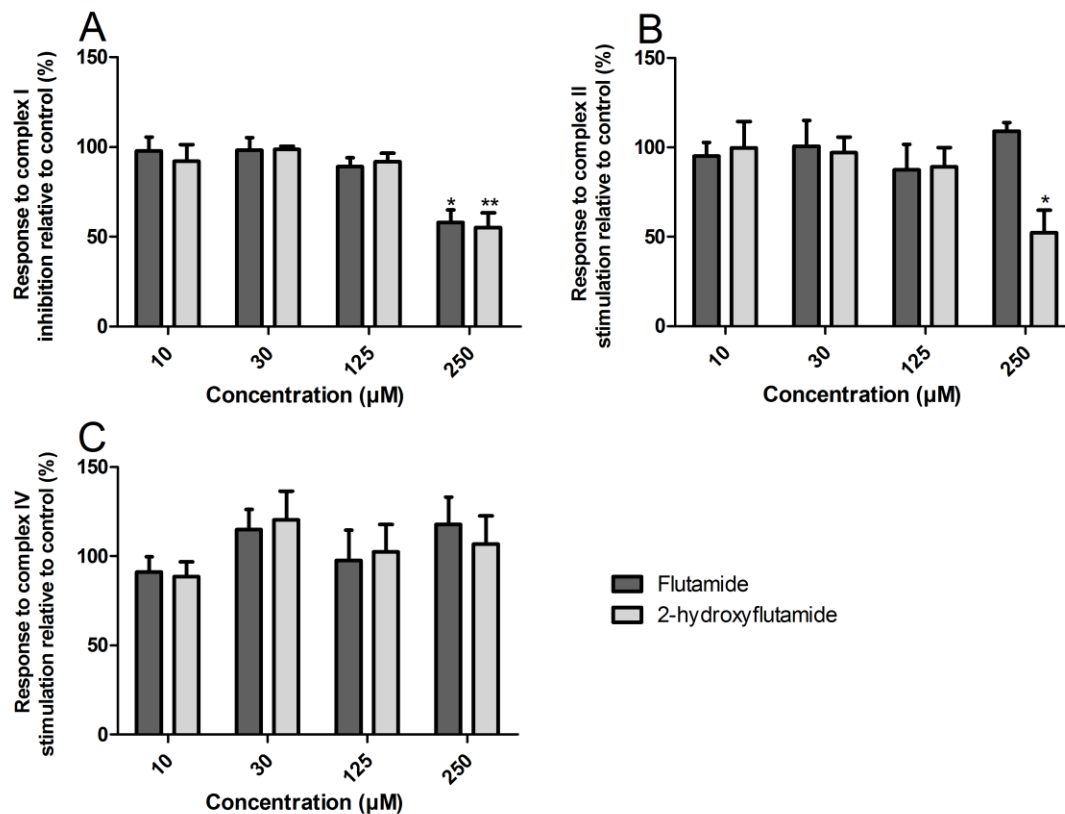 A
Response to complex I
inhibition relative to control (%)
150
100
50
0
* **
10
30
125
250
Concentration (µM)
B
Response to complex II
stimulation relative to control (%)
150
100
50
0
*
10
30
125
250
Concentration (µM)
C
Response to complex IV
stimulation relative to control (%)
150
100
50
0
10
30
125
250
Concentration (µM)
Flutamide
2-hydroxyflutamide